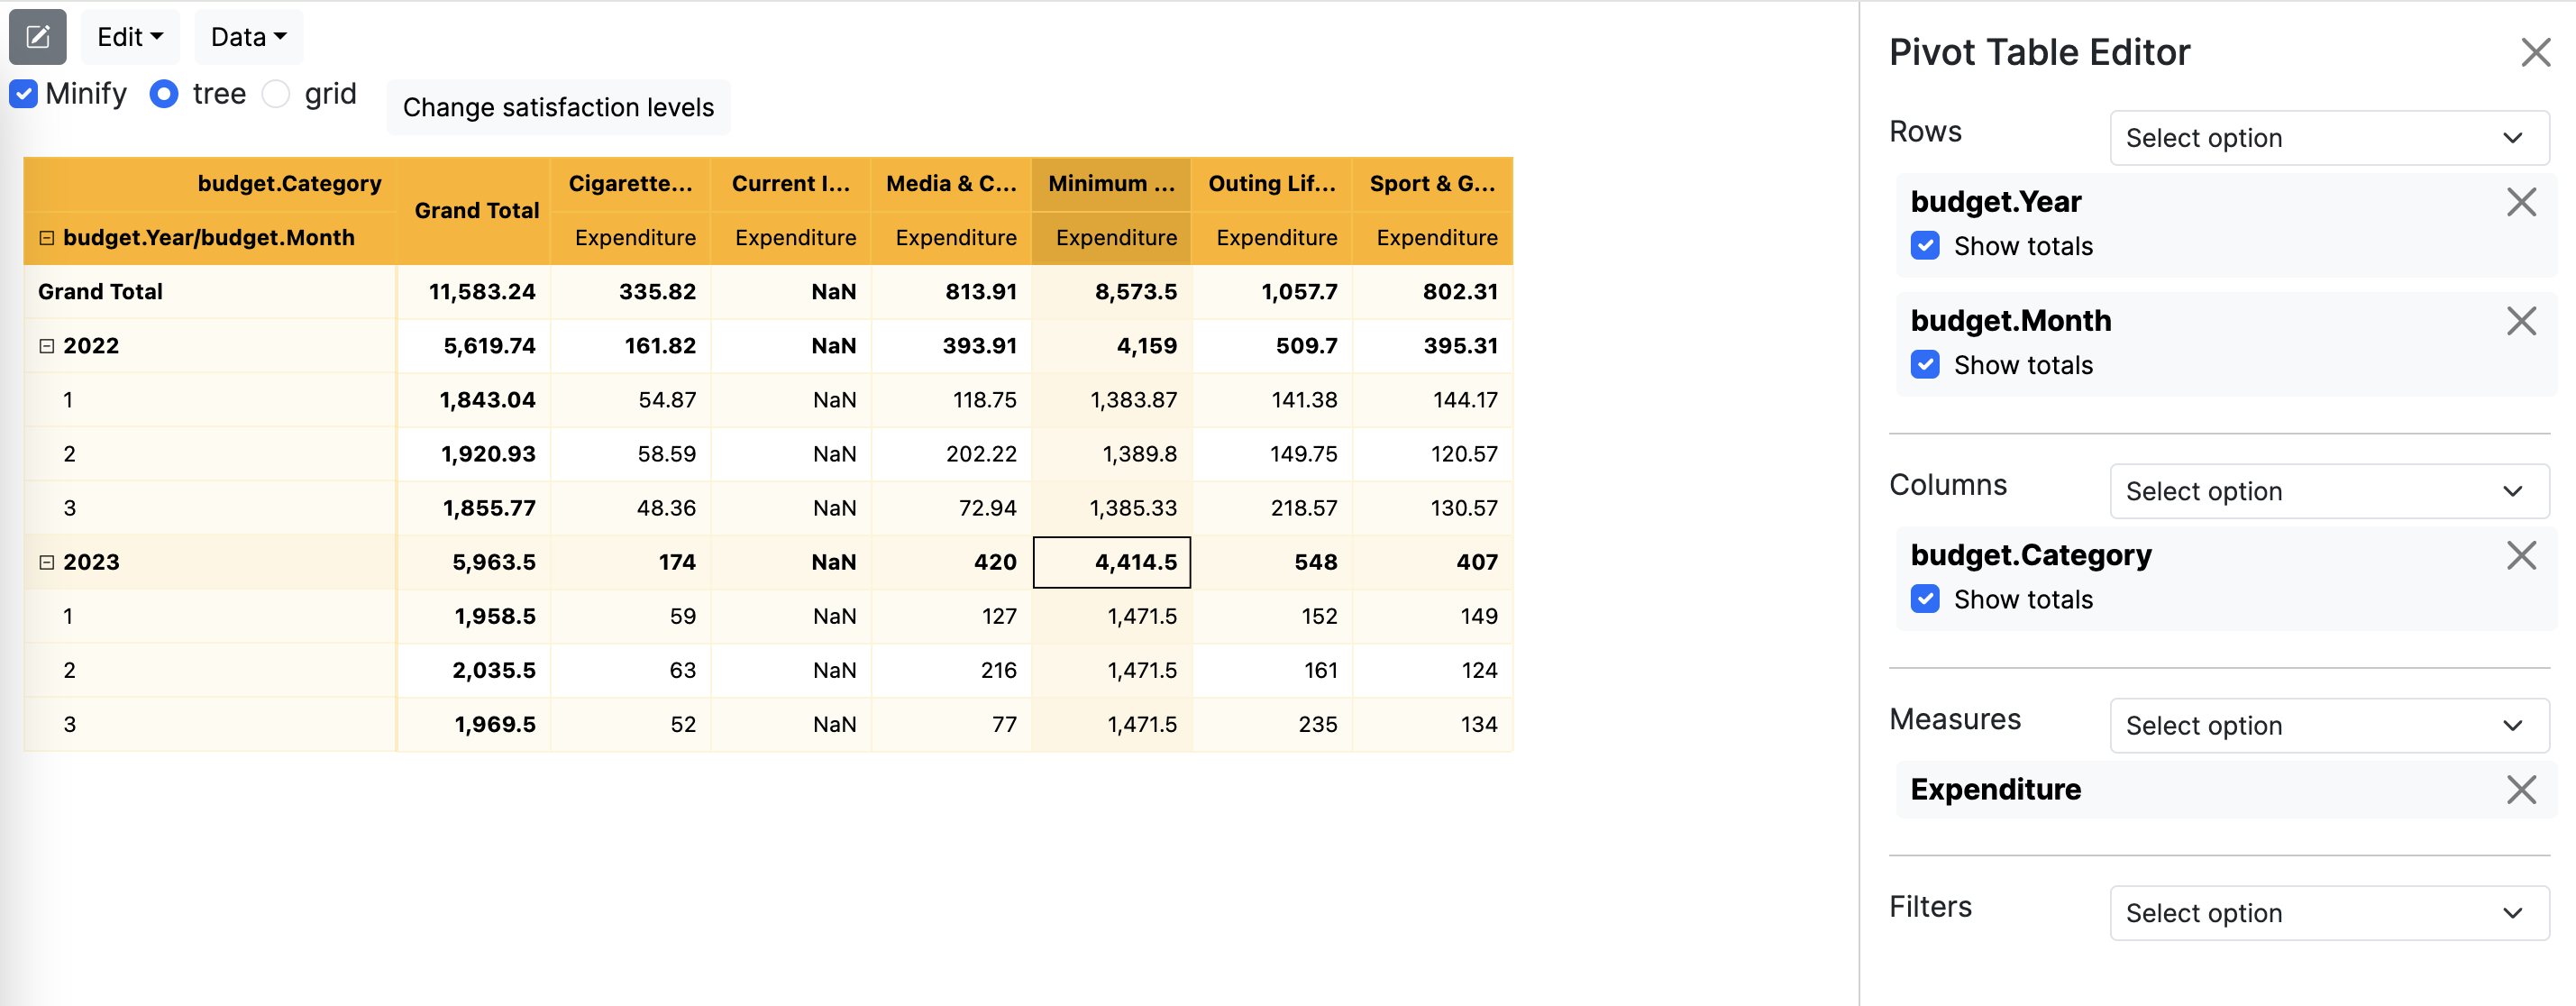 Edit Data
Minify tree grid Change satisfaction levels
budget.Category Grand Total Cigarette... Current I... Media & C... Minimum ... Outing Lif... Sport & G...
budget.Year/budget.Month Expenditure Expenditure Expenditure Expenditure Expenditure Expenditure
Grand Total 11,583.24 335.82 NaN 813.91 8,573.5 1,057.7 802.31
2022 5,619.74 161.82 NaN 393.91 4,159 509.7 395.31
1 1,843.04 54.87 NaN 118.75 1,383.87 141.38 144.17
2 1,920.93 58.59 NaN 202.22 1,389.8 149.75 120.57
3 1,855.77 48.36 NaN 72.94 1,385.33 218.57 130.57
2023 5,963.5 174 NaN 420 4,414.5 548 407
1 1,958.5 59 NaN 127 1,471.5 152 149
2 2,035.5 63 NaN 216 1,471.5 161 124
3 1,969.5 52 NaN 77 1,471.5 235 134
Pivot Table Editor
Rows Select option
budget.Year
Show totals
budget.Month
Show totals
Columns Select option
budget.Category
Show totals
Measures Select option
Expenditure
Filters Select option